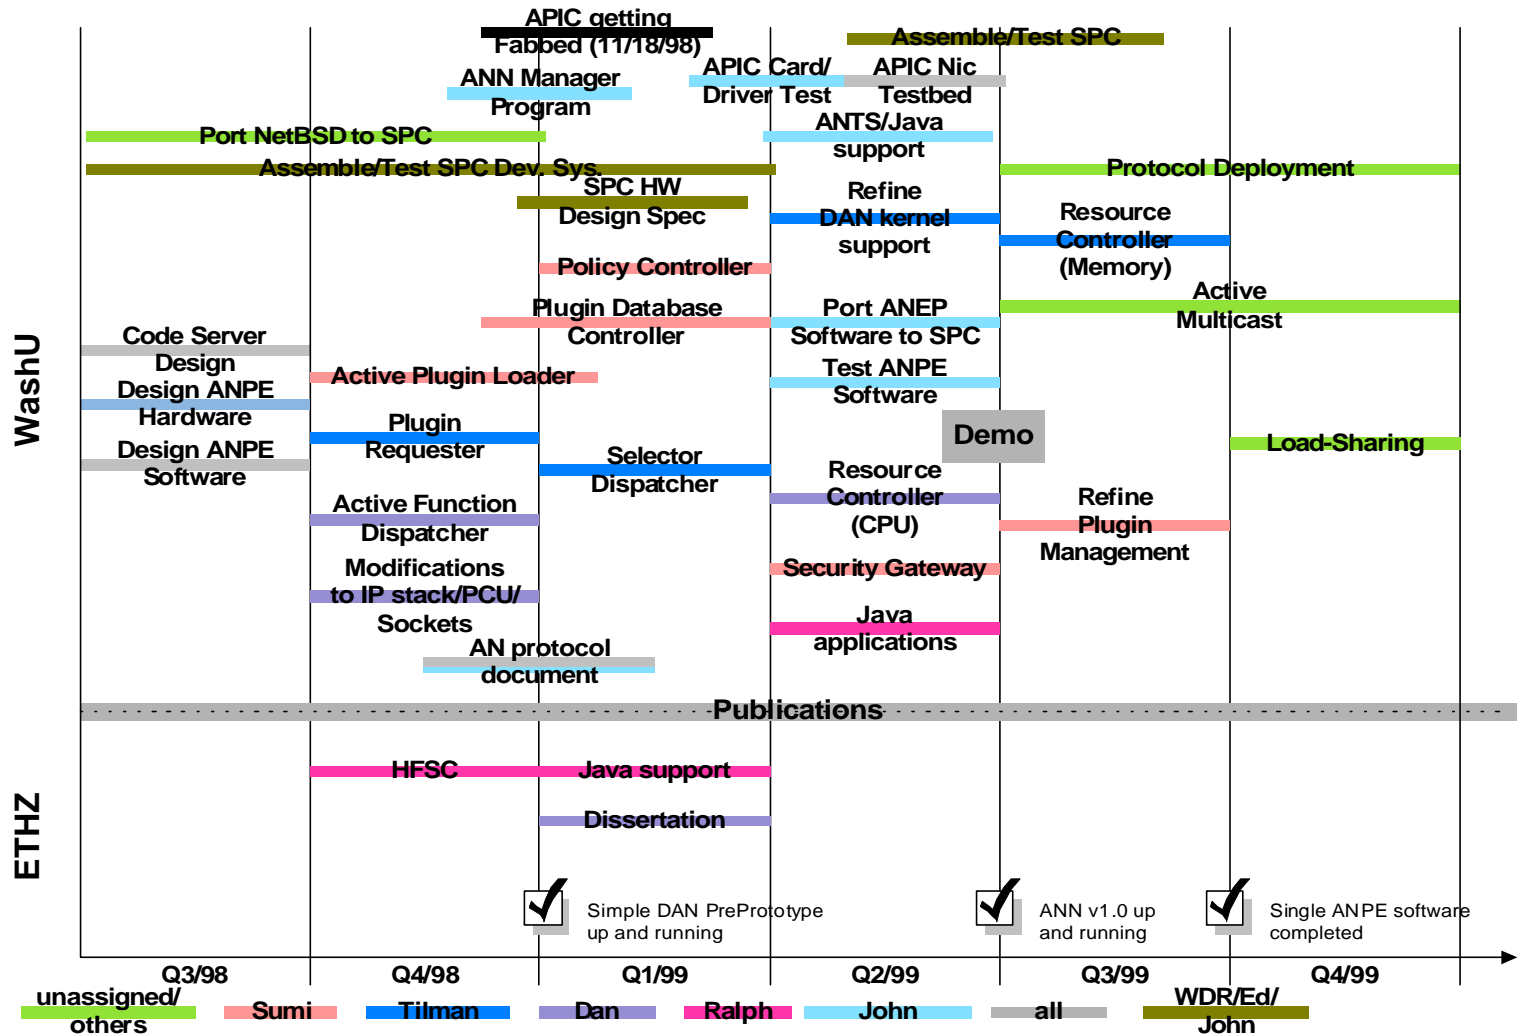 APIC getting
Fabbed (11/18/98)
Assemble/Test SPC
ANN Manager
Program
APIC Card/
Driver Test
APIC Nic
Testbed
Port NetBSD to SPC
ANTS/Java
support
Assemble/Test SPC Dev. Sys.
Protocol Deployment
SPC HW
Design Spec
Refine
DAN kernel
support
Resource
Controller
(Memory)
Policy Controller
Plugin Database
Controller
Port ANEP
Software to SPC
Active
Multicast
WashU
Code Server
Design
Design ANPE
Hardware
Active Plugin Loader
Test ANPE
Software
Plugin
Requester
Demo
Load-Sharing
Design ANPE
Software
Selector
Dispatcher
Resource
Controller
(CPU)
Active Function
Dispatcher
Refine
Plugin
Management
Modifications
to IP stack/PCU/
Sockets
Security Gateway
Java
applications
AN protocol
document
Publications
ETHZ
HFSC
Java support
Dissertation
Simple DAN PrePrototype
up and running
ANN v1.0 up
and running
Single ANPE software
completed
Q3/98
Q4/98
Q1/99
Q2/99
Q3/99
Q4/99
unassigned/
others
Sumi
Tilman
Dan
Ralph
John
all
WDR/Ed/
John